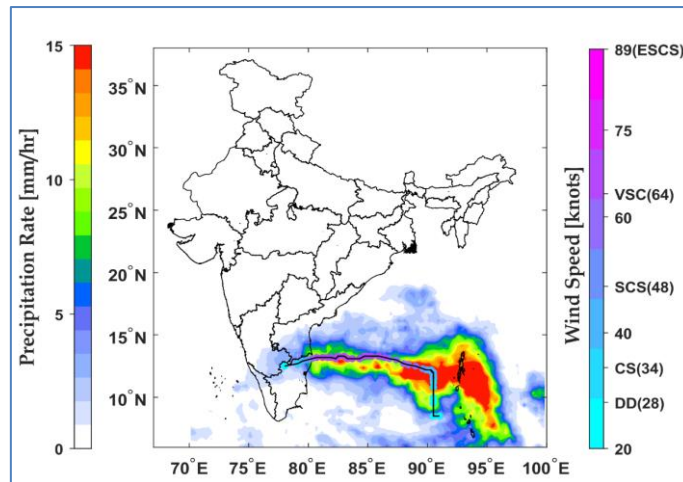 Precipitation Rate [mm/hr]
15
10
5
0
35°N
30°N
25°N
20°N
15°N
10°N
70°E 75°E 80°E 85°E 90°E 95°E 100°E
Wind Speed [knots]
89(ESCS)
75
VSC(64)
60
SCS(48)
40
CS(34)
DD(28)
20